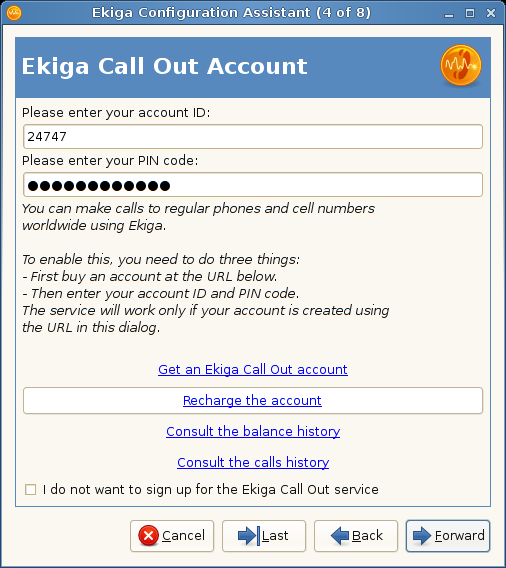 Ekiga Configuration Assistant (4 of 8)
Ekiga Call Out Account
Please enter your account ID:
24747
Please enter your PIN code:
●●●●●●●●●●●●
You can make calls to regular phones and cell numbers
worldwide using Ekiga.
To enable this, you need to do three things:
- First buy an account at the URL below.
- Then enter your account ID and PIN code.
The service will work only if your account is created using
the URL in this dialog.
Get an Ekiga Call Out account
Recharge the account
Consult the balance history
Consult the calls history
I do not want to sign up for the Ekiga Call Out service
Cancel
Last
Back
Forward